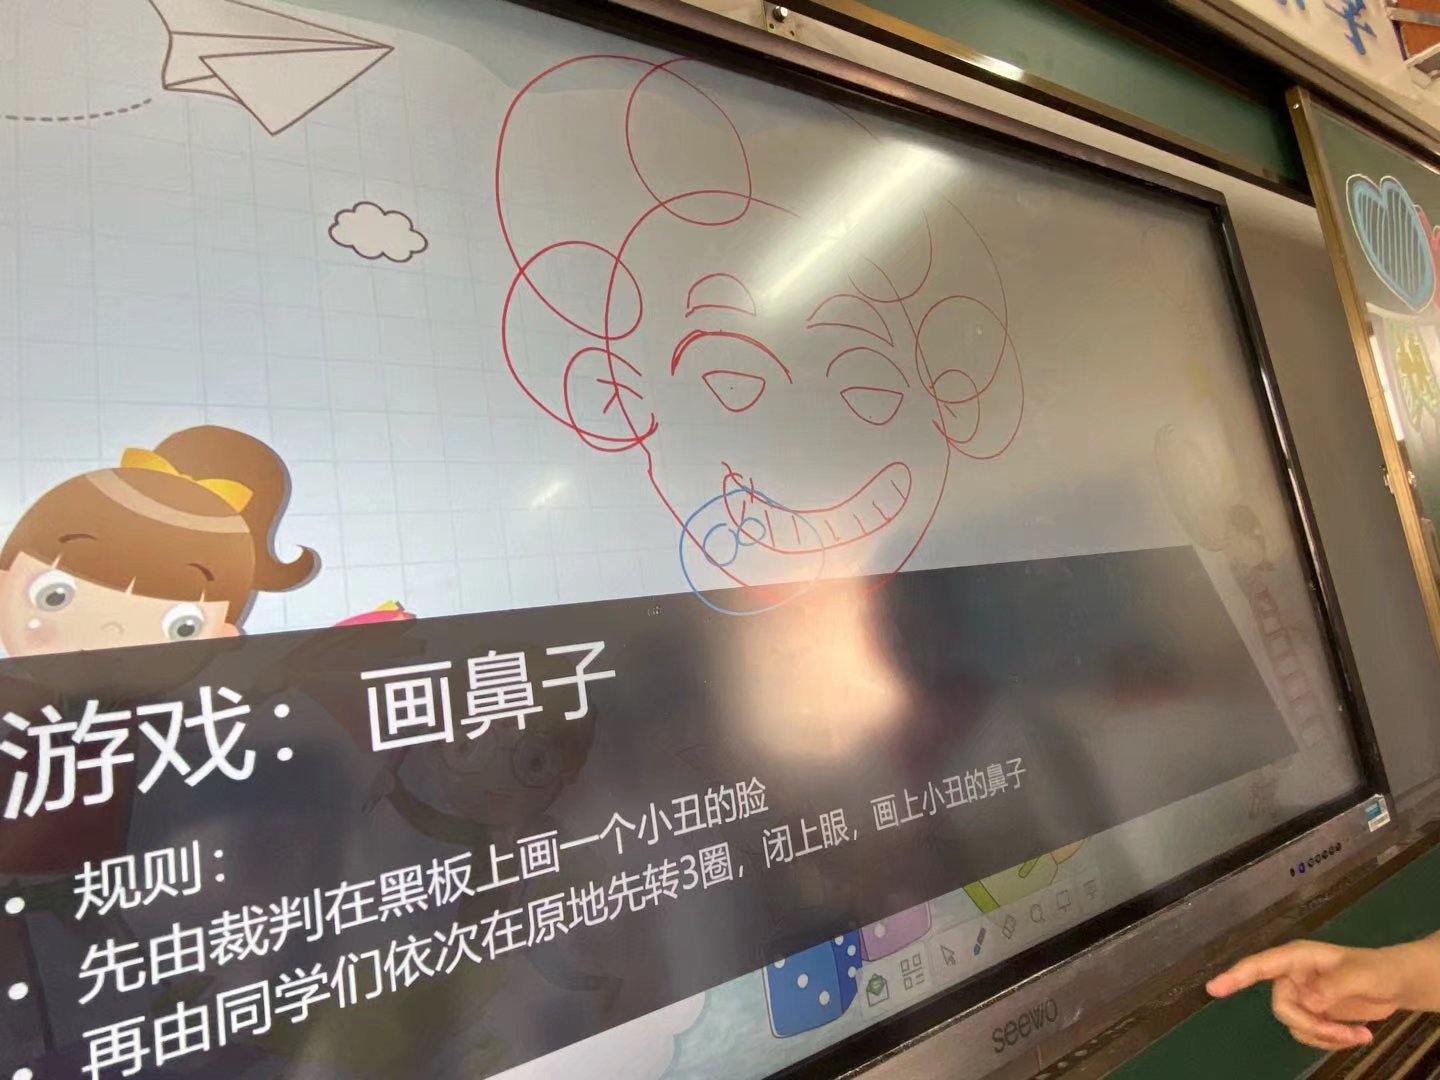 游戏：画鼻子
• 规则：
• 先由裁判在黑板上画一个小丑的脸
• 再由同学们依次在原地先转3圈，闭上眼，画上小丑的鼻子
seewo